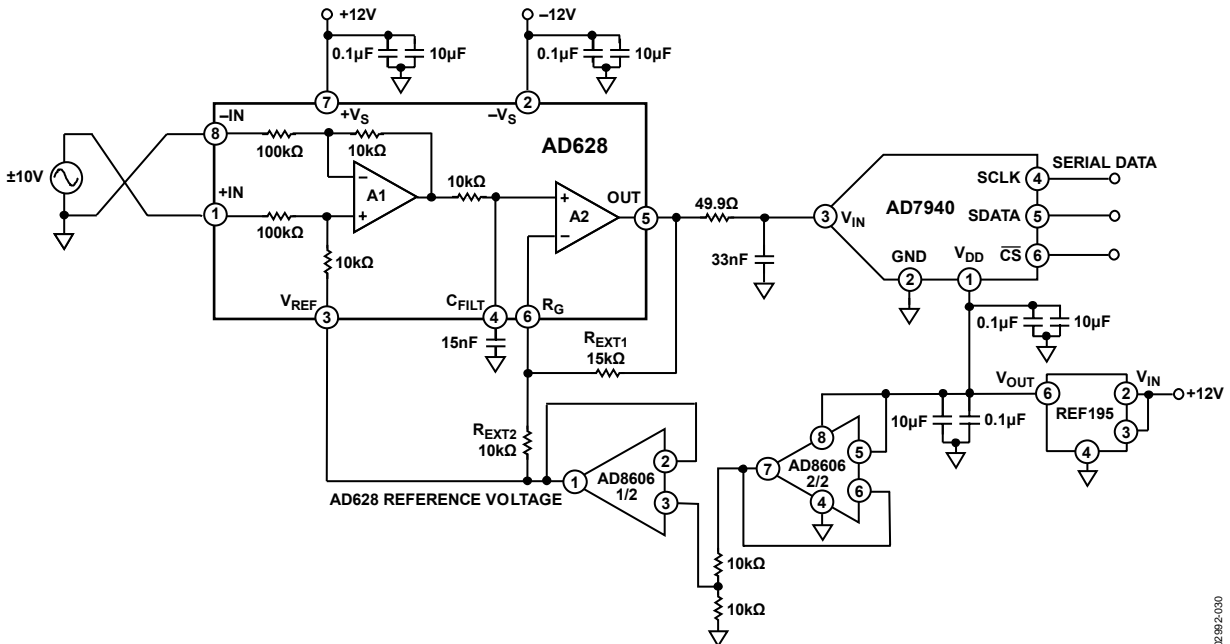 +12V
–12V
0.1µF
10µF
0.1µF
10µF
7
2
–IN
+VS
–VS
AD628
8
100kΩ
10kΩ
±10V
A1
10kΩ
+IN
1
100kΩ
10kΩ
A2
OUT
5
49.9Ω
33nF
3
VIN
AD7940
SERIAL DATA
SCLK
4
SDATA
5
CS
6
GND
VDD
2
1
VREF
3
CFILT
4
RG
6
15nF
REXT1
15kΩ
0.1µF
10µF
REXT2
10kΩ
AD628 REFERENCE VOLTAGE
1
AD8606
1/2
2
3
7
AD8606
2/2
8
5
6
4
10µF
0.1µF
VOUT
6
REF195
VIN
2
3
4
+12V
10kΩ
10kΩ
02992-030
–
+
+
–